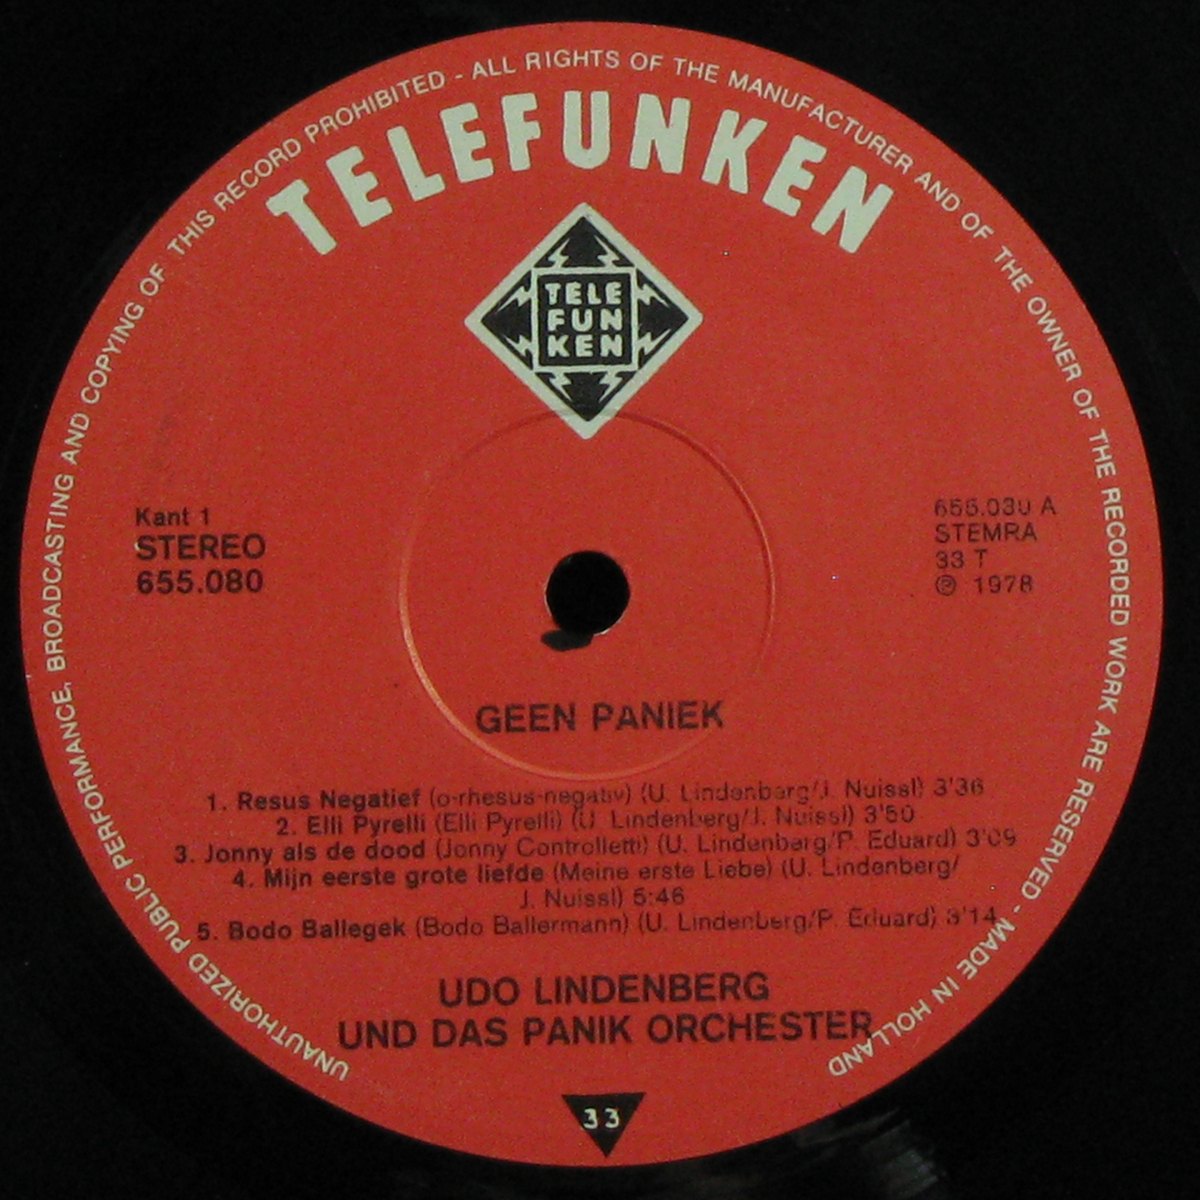 UNAUTHORIZED PUBLIC PERFORMANCE, BROADCASTING AND COPYING OF THIS RECORD PROHIBITED - ALL RIGHTS OF THE MANUFACTURER AND OF THE OWNER OF THE RECORDED WORK ARE RESERVED - MADE IN HOLLAND
TELEFUNKEN
TELE
FUN
KEN
Kant 1
STEREO
655.080
655.080 A
STEMRA
33 T
℗ 1978
GEEN PANIEK
1. Resus Negatief (o-rhesus-negativ) (U. Lindenberg/J. Nuissl) 3'36
2. Elli Pyrelli (Elli Pyrelli) (U. Lindenberg/J. Nuissl) 3'50
3. Jonny als de dood (Jonny Controlletti) (U. Lindenberg/P. Eduard) 3'09
4. Mijn eerste grote liefde (Meine erste Liebe) (U. Lindenberg/
J. Nuissl) 5:46
5. Bodo Ballegek (Bodo Ballermann) (U. Lindenberg/P. Eduard) 3'14
UDO LINDENBERG
UND DAS PANIK ORCHESTER
33